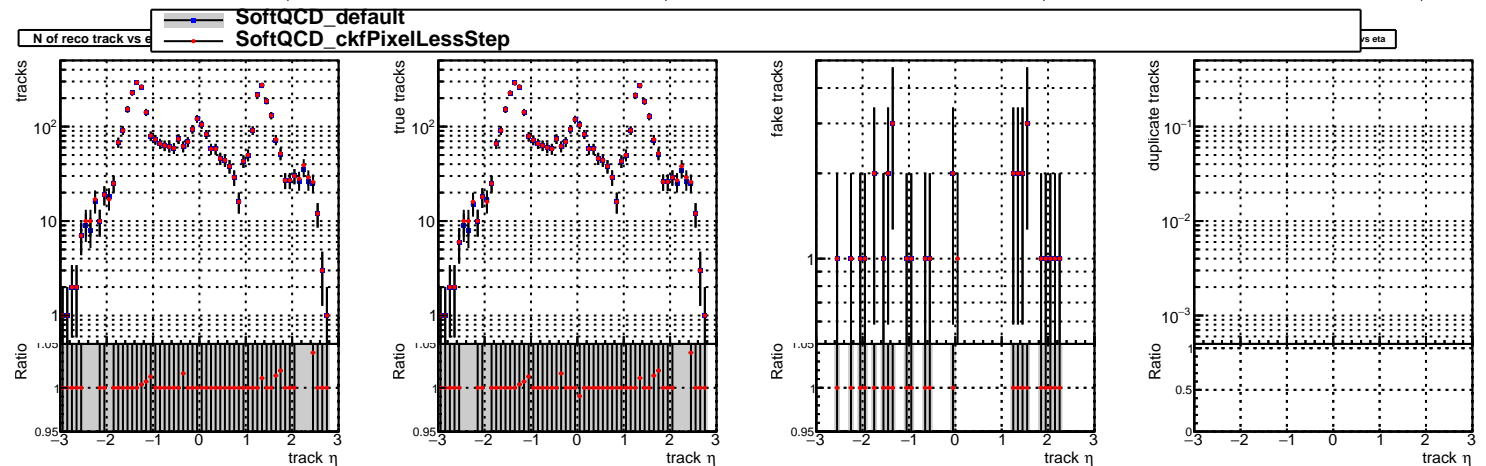 SoftQCD_default
SoftQCD_ckfPixelLessStep
N of reco track vs e
vs eta
tracks
10²
10
1
Ratio
1.05
1
0.95
−3 −2 −1 0 1 2 3
track η
true tracks
10²
10
1
Ratio
1.05
1
0.95
−3 −2 −1 0 1 2 3
track η
fake tracks
1
Ratio
1.05
1
0.95
−3 −2 −1 0 1 2 3
track η
duplicate tracks
10⁻¹
10⁻²
10⁻³
Ratio
1
0.5
0
−3 −2 −1 0 1 2 3
track η